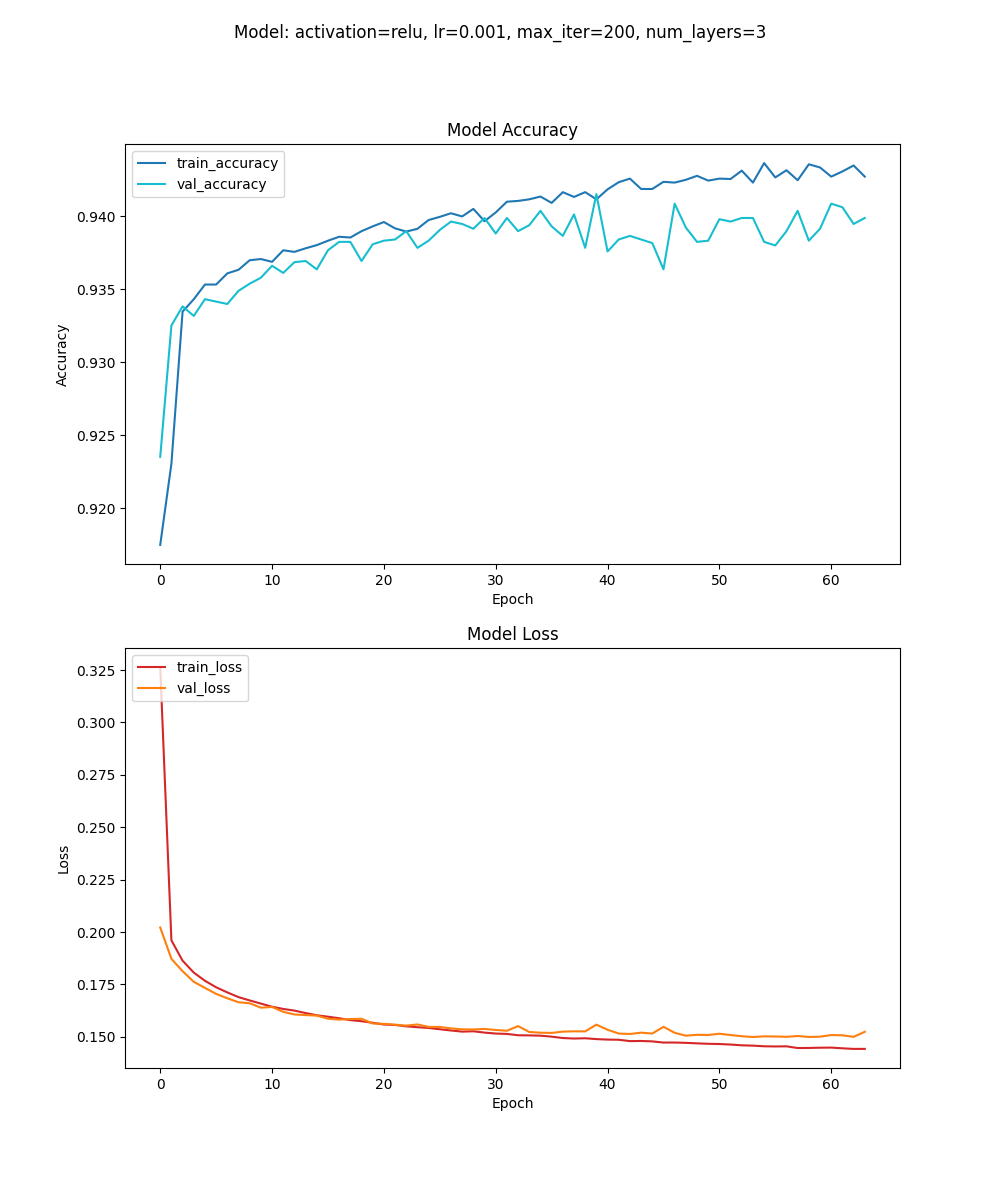 Model: activation=relu, lr=0.001, max_iter=200, num_layers=3
Model Accuracy
train_accuracy
val_accuracy
0.940
0.935
0.930
0.925
0.920
Accuracy
0 10 20 30 40 50 60
Epoch
Model Loss
train_loss
val_loss
0.325
0.300
0.275
0.250
0.225
0.200
0.175
0.150
Loss
0 10 20 30 40 50 60
Epoch